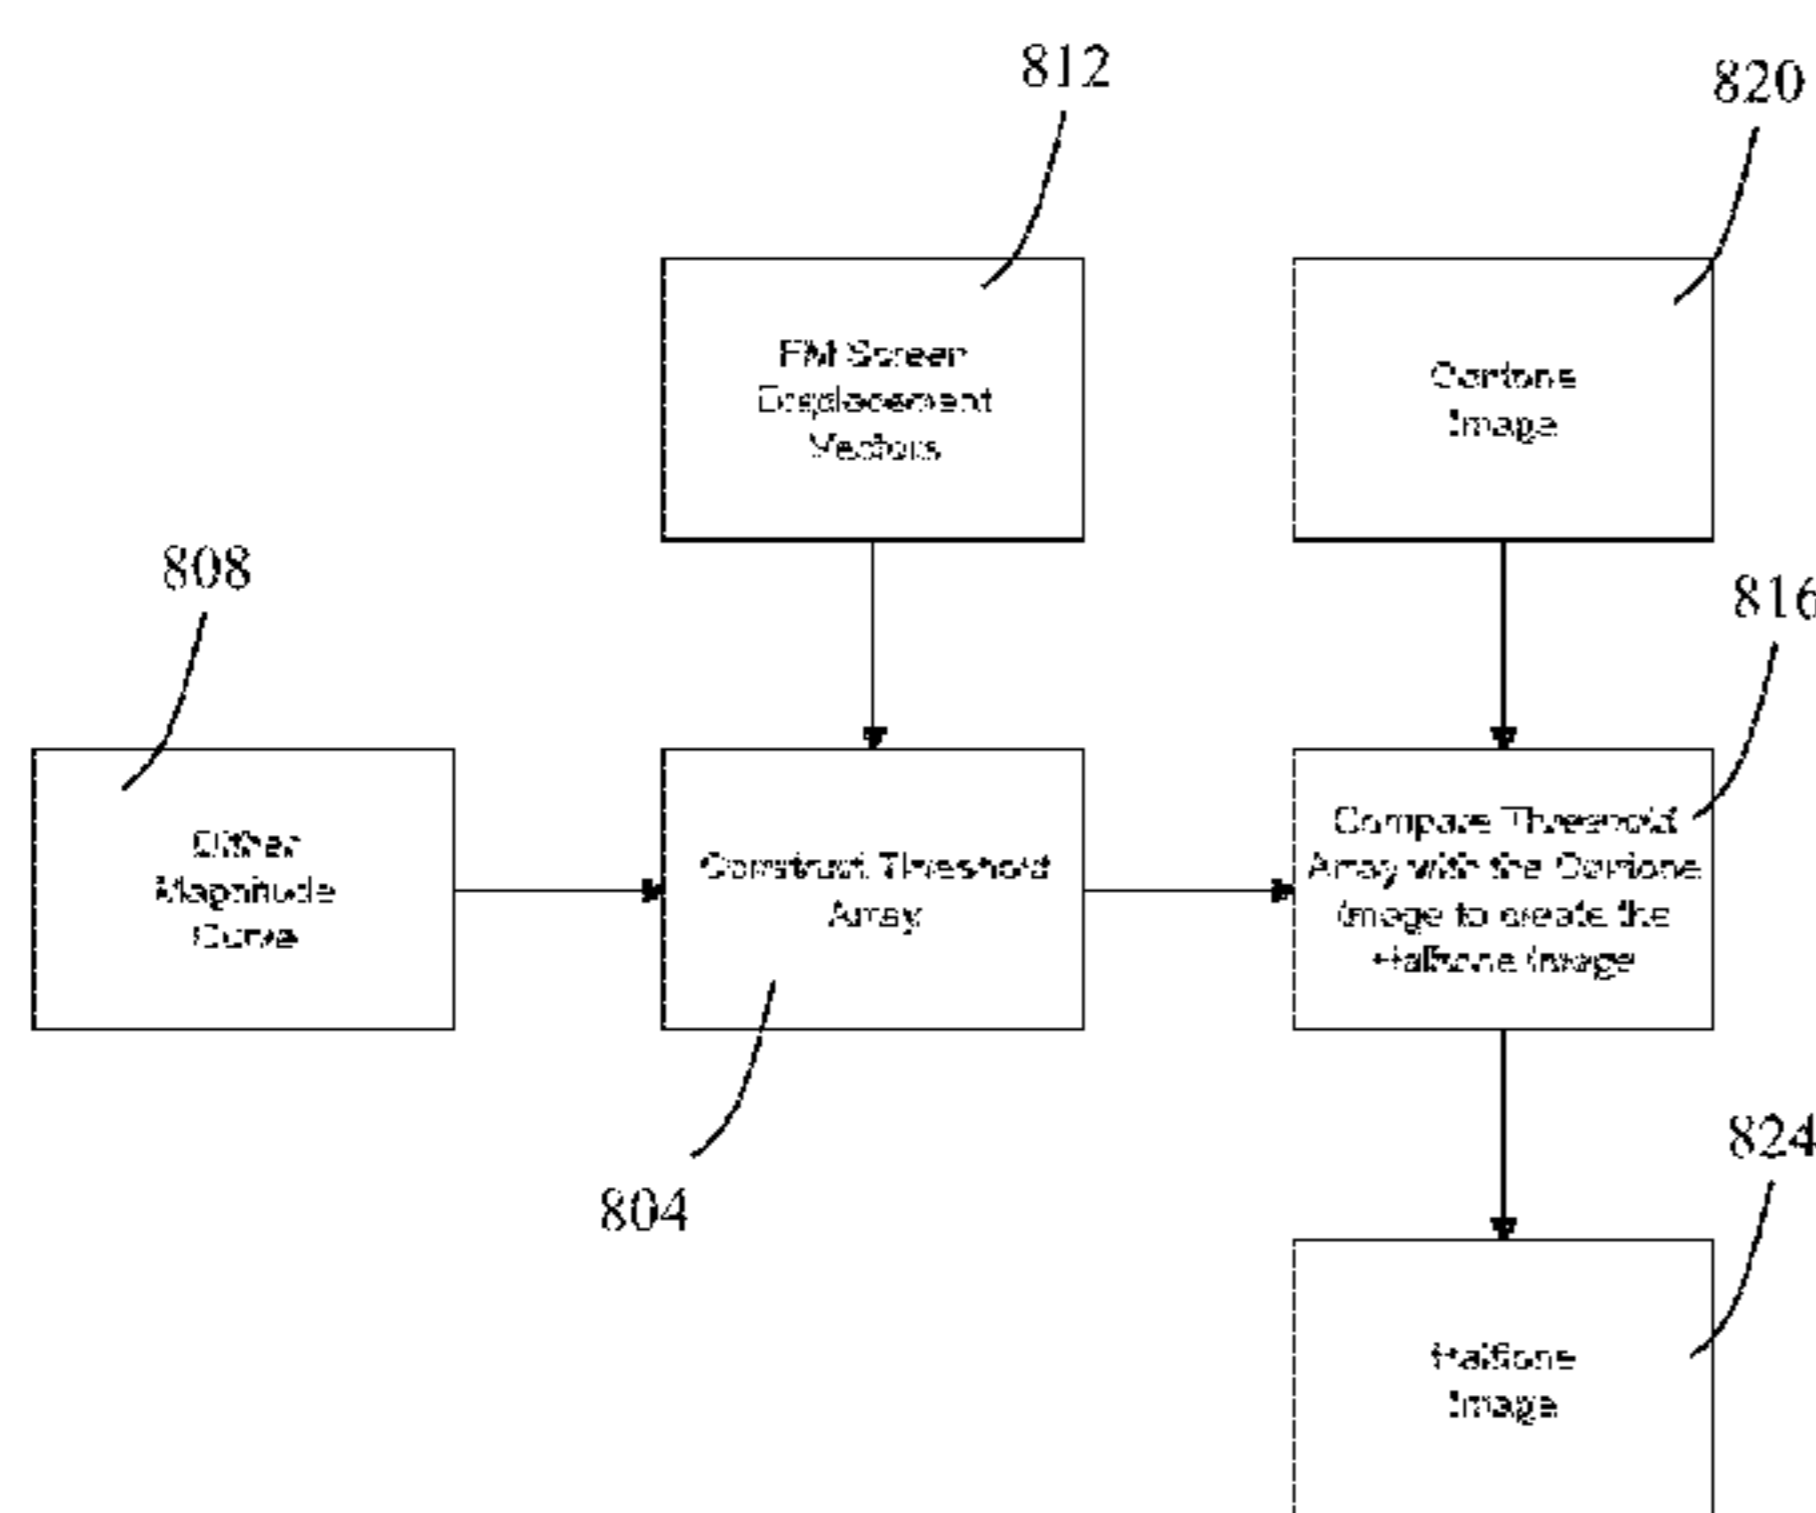 812
820
FM Screen
Displacement
Vectors
Contone
Image
808
816
Dither
Magnitude
Curve
Construct Threshold
Array
Compare Threshold
Array with the Contone
Image to create the
Halftone Image
804
824
Halftone
Image